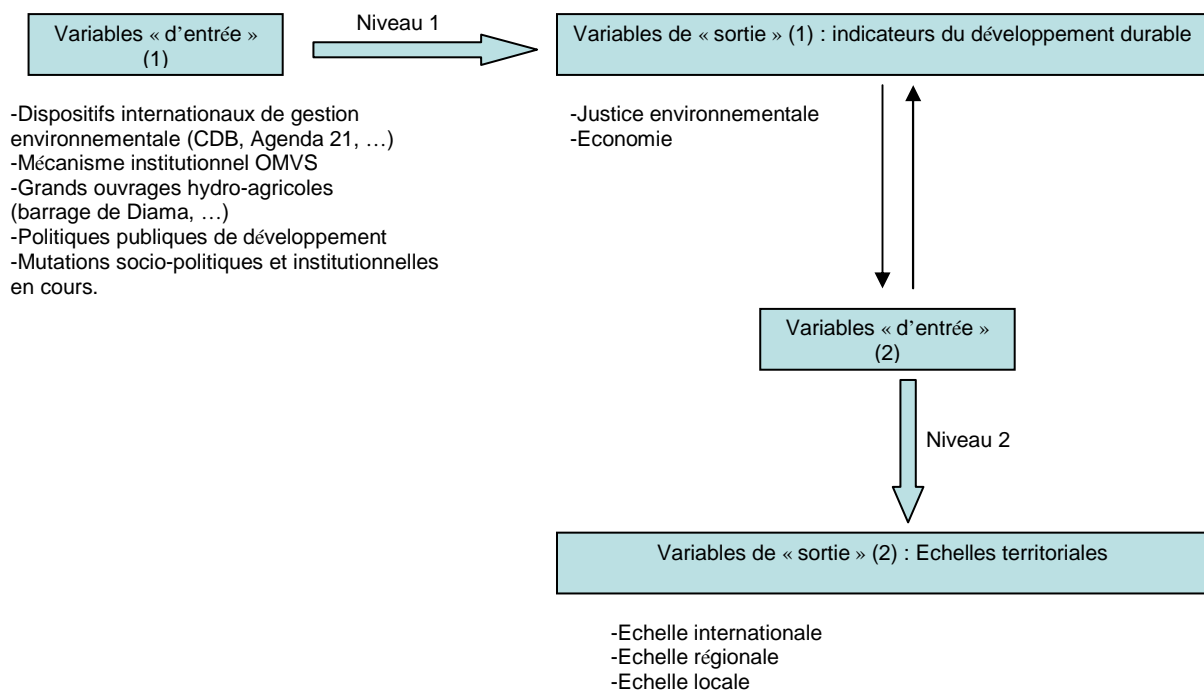 Niveau 1
Variables « d’entrée »
(1)
Variables de « sortie » (1) : indicateurs du développement durable
-Dispositifs internationaux de gestion
environnementale (CDB, Agenda 21, …)
-Mécanisme institutionnel OMVS
-Grands ouvrages hydro-agricoles
(barrage de Diama, …)
-Politiques publiques de développement
-Mutations socio-politiques et institutionnelles
en cours.
-Justice environnementale
-Economie
Variables « d’entrée »
(2)
Niveau 2
Variables de « sortie » (2) : Echelles territoriales
-Echelle internationale
-Echelle régionale
-Echelle locale